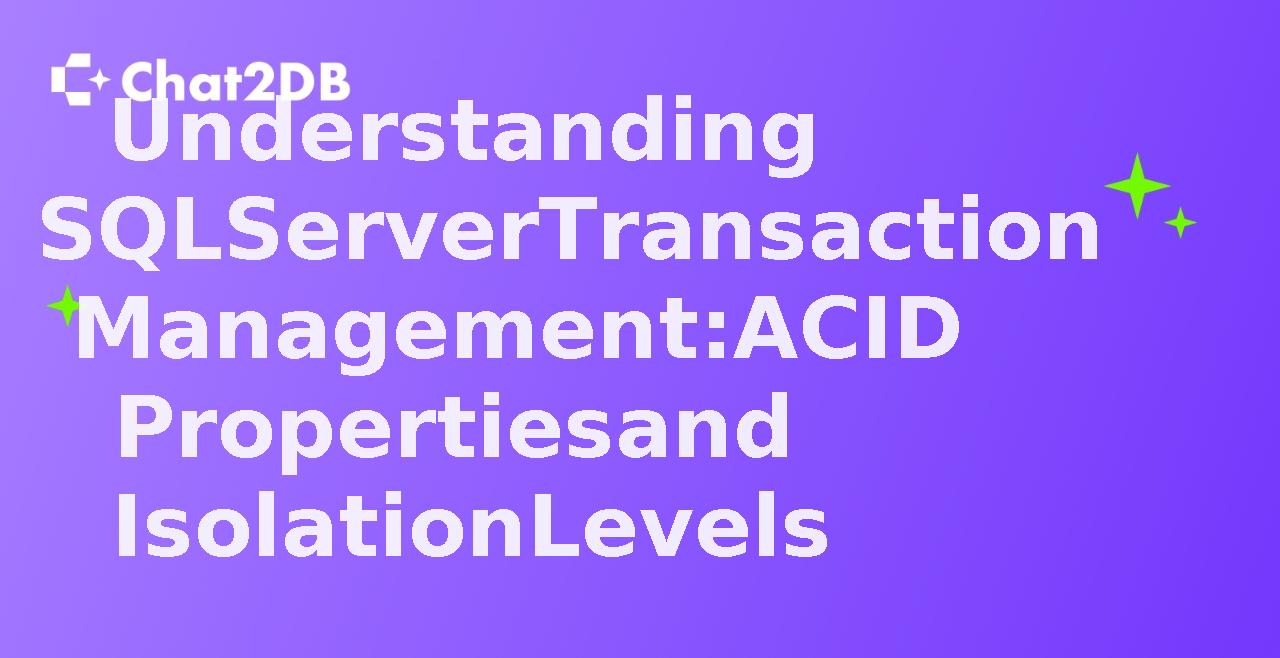 Chat2DB
Understanding
SQLServerTransaction
Management:ACID
Propertiesand
IsolationLevels